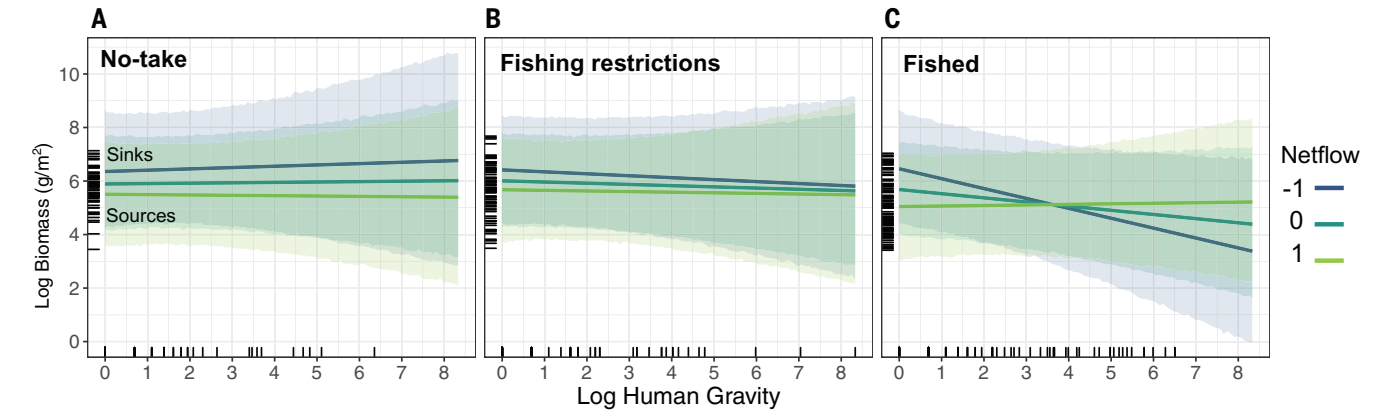 A
B
C
No-take
Fishing restrictions
Fished
Log Biomass (g/m²)
10
8
6
4
2
0
Sinks
Sources
0 1 2 3 4 5 6 7 8
0 1 2 3 4 5 6 7 8
0 1 2 3 4 5 6 7 8
Log Human Gravity
Netflow
-1
0
1